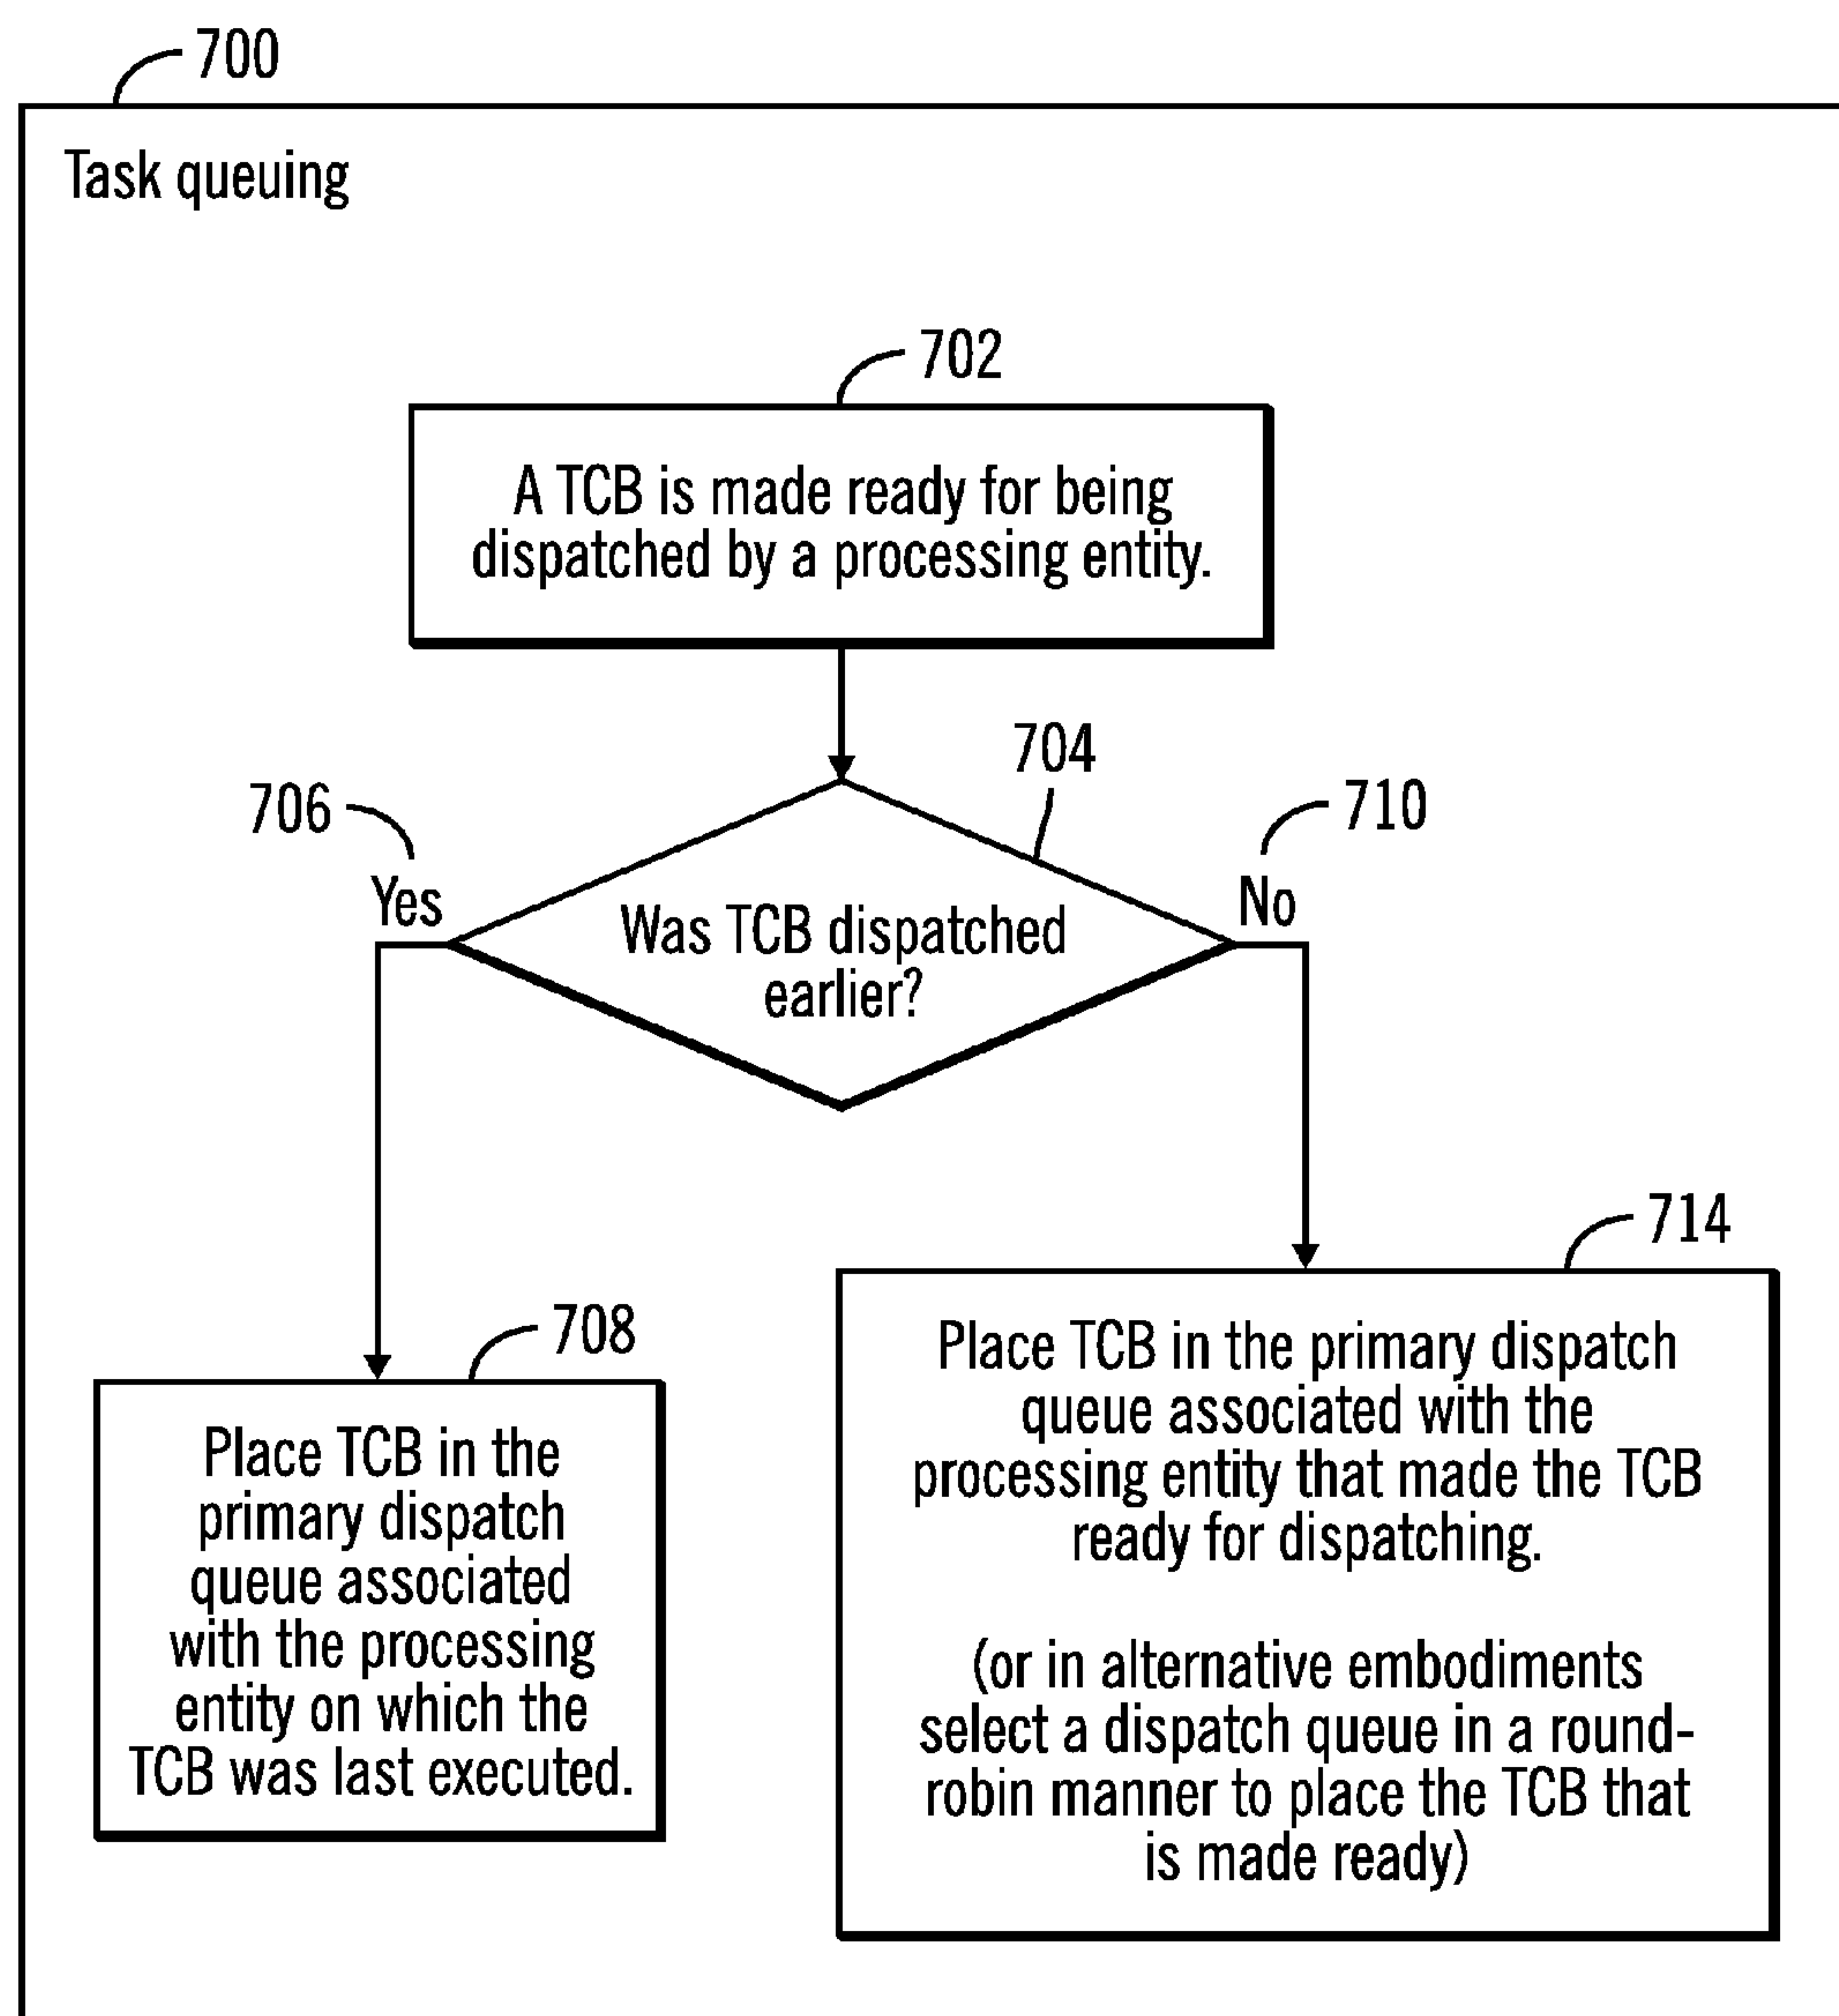 700
Task queuing
702
A TCB is made ready for being
dispatched by a processing entity.
704
706
710
Yes
No
Was TCB dispatched
earlier?
708
Place TCB in the
primary dispatch
queue associated
with the processing
entity on which the
TCB was last executed.
714
Place TCB in the primary dispatch
queue associated with the
processing entity that made the TCB
ready for dispatching.
(or in alternative embodiments
select a dispatch queue in a round-
robin manner to place the TCB that
is made ready)